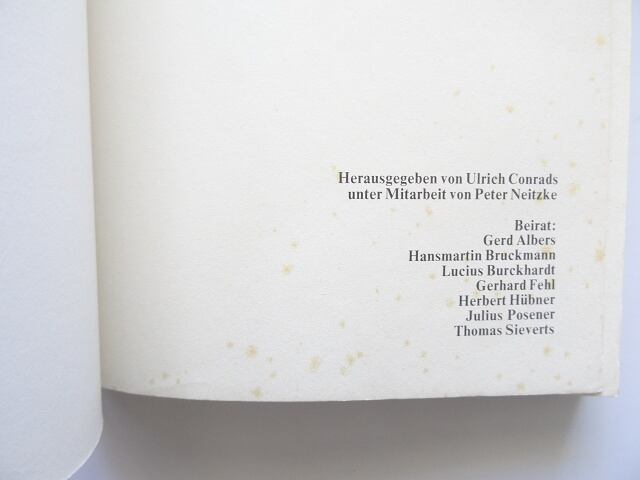 Herausgegeben von Ulrich Conrads
unter Mitarbeit von Peter Neitzke
Beirat:
Gerd Albers
Hansmartin Bruckmann
Lucius Burckhardt
Gerhard Fehl
Herbert Hübner
Julius Posener
Thomas Sieverts